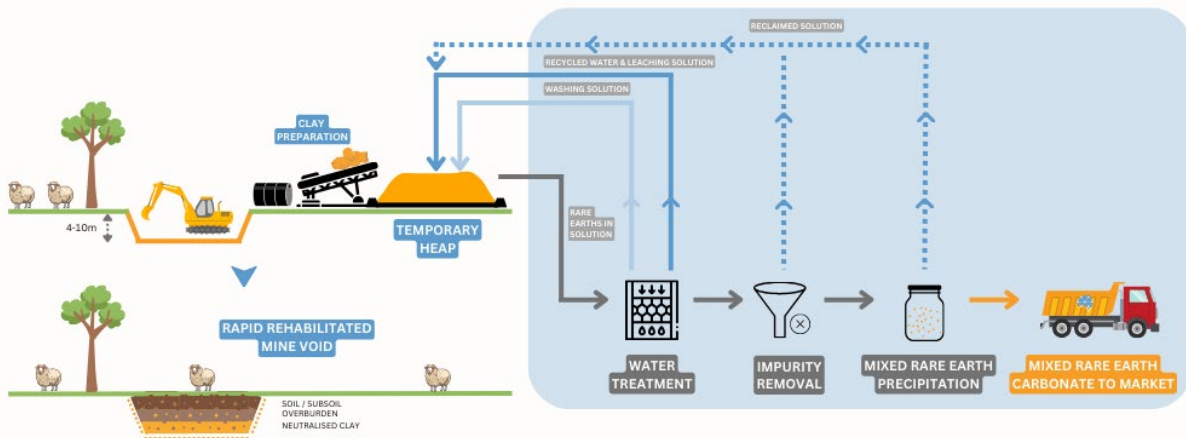 RECLAIMED SOLUTION
RECYCLED WATER & LEACHING SOLUTION
WASHING SOLUTION
CLAY
PREPARATION
4-10m
TEMPORARY
HEAP
RARE
EARTHS IN
SOLUTION
RAPID REHABILITATED
MINE VOID
WATER
TREATMENT
IMPURITY
REMOVAL
MIXED RARE EARTH
PRECIPITATION
MIXED RARE EARTH
CARBONATE TO MARKET
SOIL / SUBSOIL
OVERBURDEN
NEUTRALISED CLAY